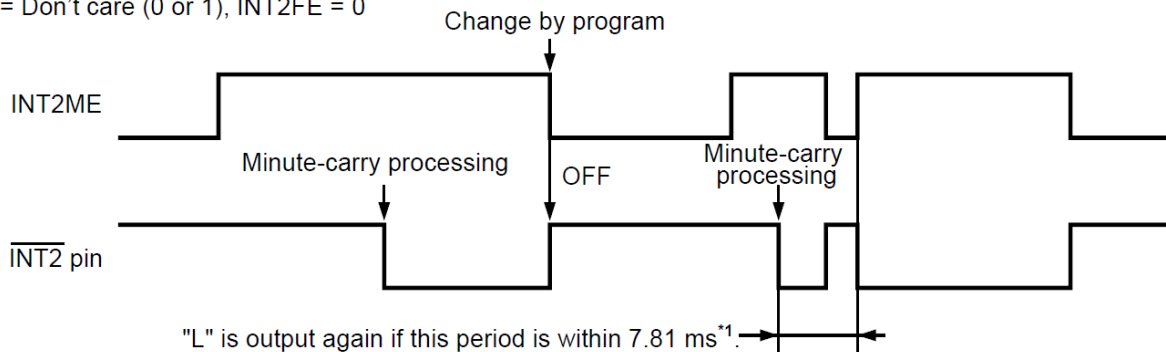 = Don't care (0 or 1), INT2FE = 0
Change by program
INT2ME
Minute-carry processing
OFF
Minute-carry
processing
INT2 pin
"L" is output again if this period is within 7.81 ms*1.